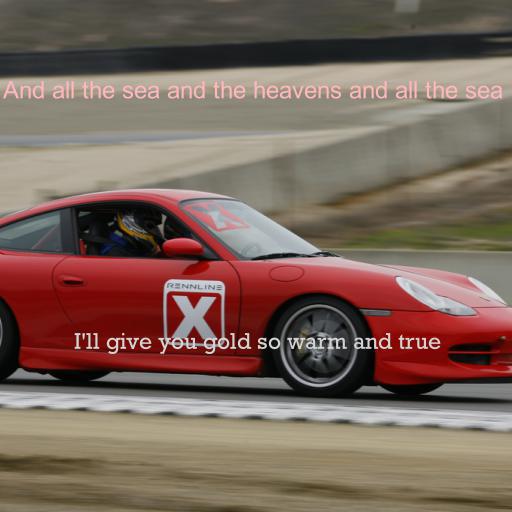 And all the sea and the heavens and all the sea
RENNLINE
X
I'll give you gold so warm and true